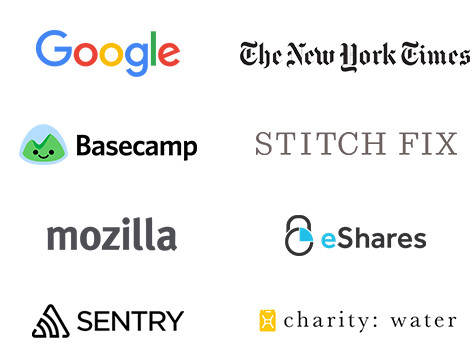 Google
The New York Times
Basecamp
STITCH FIX
mozilla
eShares
SENTRY
charity: water